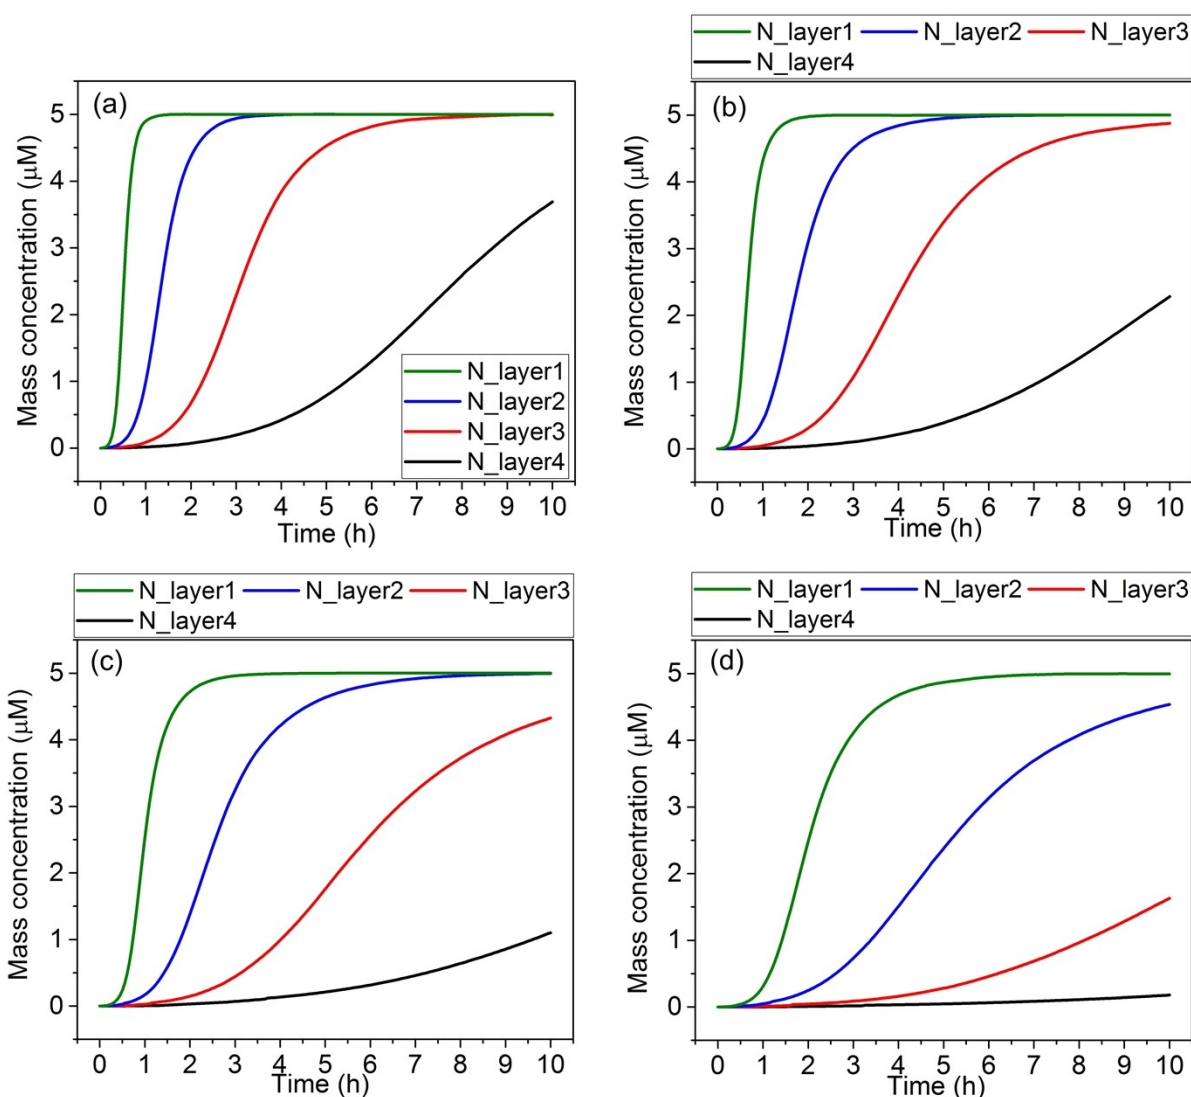 (a)
Mass concentration (μM)
5
4
3
2
1
0
N_layer1
N_layer2
N_layer3
N_layer4
0 1 2 3 4 5 6 7 8 9 10
Time (h)
N_layer1 N_layer2 N_layer3
N_layer4
(b)
Mass concentration (μM)
5
4
3
2
1
0
0 1 2 3 4 5 6 7 8 9 10
Time (h)
N_layer1 N_layer2 N_layer3
N_layer4
(c)
Mass concentration (μM)
5
4
3
2
1
0
0 1 2 3 4 5 6 7 8 9 10
Time (h)
N_layer1 N_layer2 N_layer3
N_layer4
(d)
Mass concentration (μM)
5
4
3
2
1
0
0 1 2 3 4 5 6 7 8 9 10
Time (h)